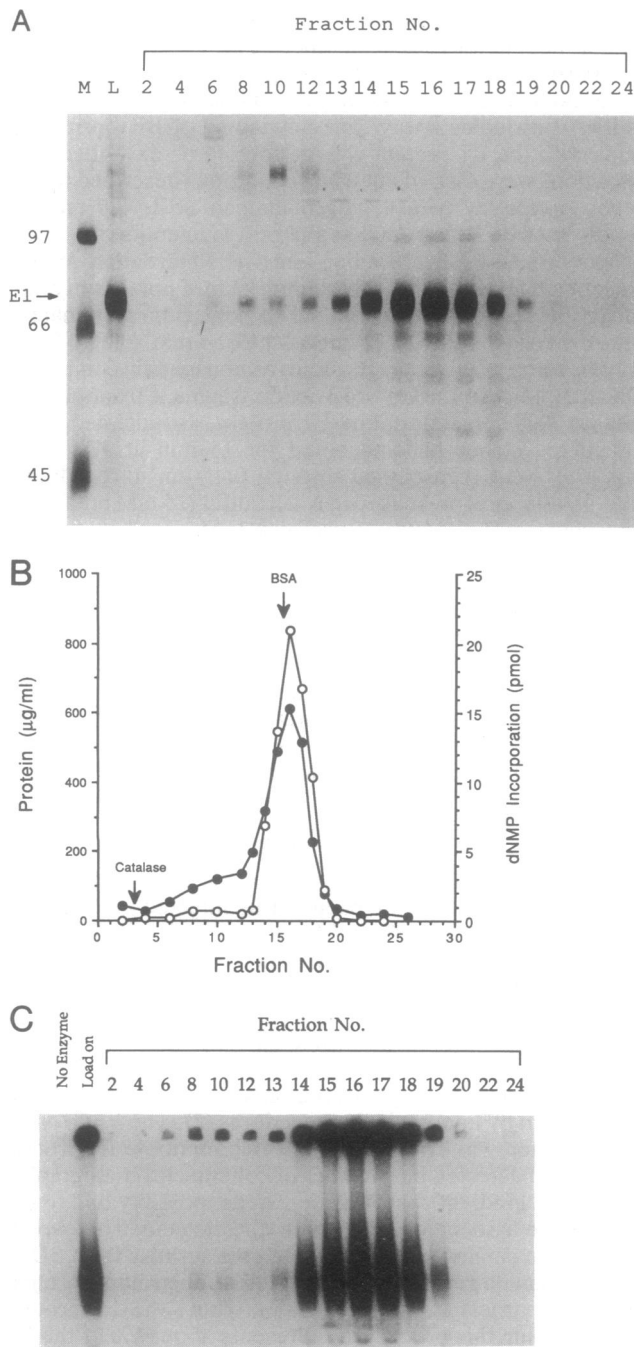 A
Fraction No.
M L 2 4 6 8 10 12 13 14 15 16 17 18 19 20 22 24
97
E1→
66
45
B
1000
800
600
400
200
0
Protein (μg/ml)
Catalase
BSA
25
20
15
10
5
0
dNMP Incorporation (pmol)
0 5 10 15 20 25 30
Fraction No.
C
No Enzyme
Load on
Fraction No.
2 4 6 8 10 12 13 14 15 16 17 18 19 20 22 24